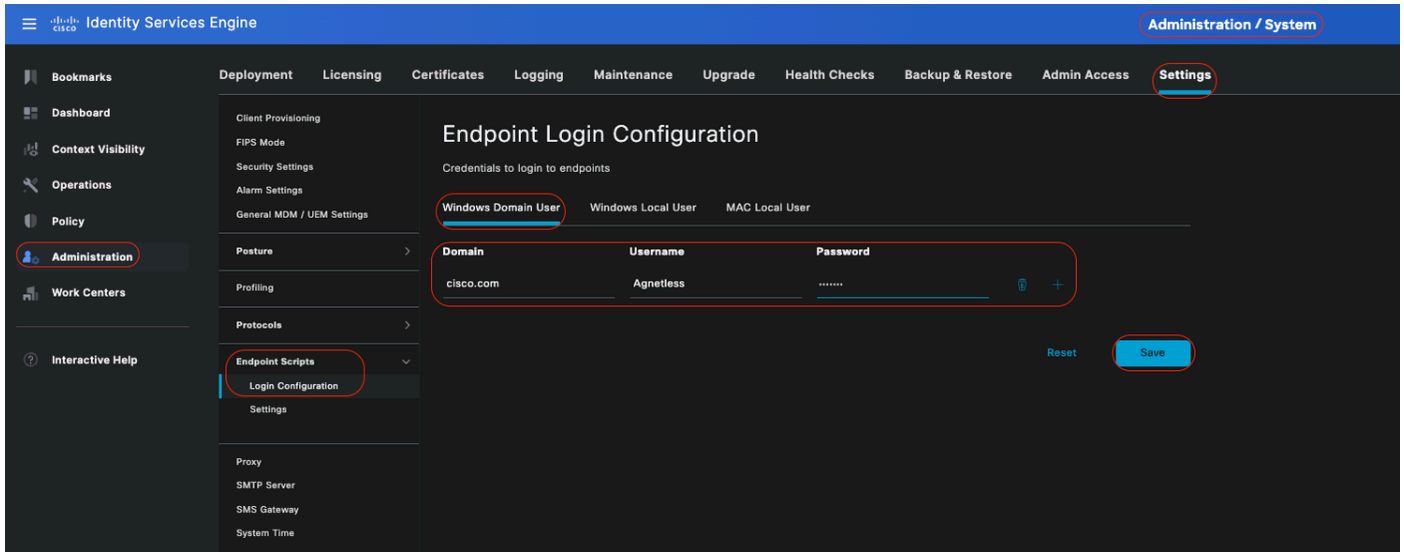 cisco Identity Services Engine
Administration / System
Bookmarks
Dashboard
Context Visibility
Operations
Policy
Administration
Work Centers
Interactive Help
Deployment Licensing Certificates Logging Maintenance Upgrade Health Checks Backup & Restore Admin Access Settings
Client Provisioning
FIPS Mode
Security Settings
Alarm Settings
General MDM / UEM Settings
Posture
Profiling
Protocols
Endpoint Scripts
Login Configuration
Settings
Proxy
SMTP Server
SMS Gateway
System Time
Endpoint Login Configuration
Credentials to login to endpoints
Windows Domain User Windows Local User MAC Local User
Domain Username Password
cisco.com Agnetless .......
Reset Save